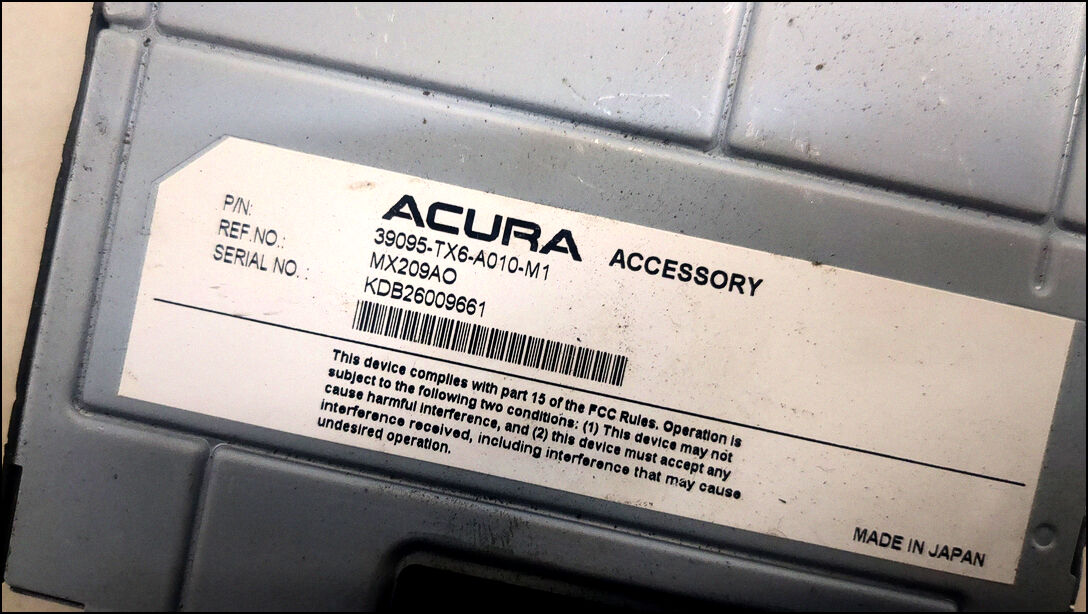 ACURA ACCESSORY
P/N: 39095-TX6-A010-M1
REF.NO.: MX209AO
SERIAL NO. : KDB26009661
This device complies with part 15 of the FCC Rules. Operation is
subject to the following two conditions: (1) This device may not
cause harmful interference, and (2) this device must accept any
interference received, including interference that may cause
undesired operation.
MADE IN JAPAN